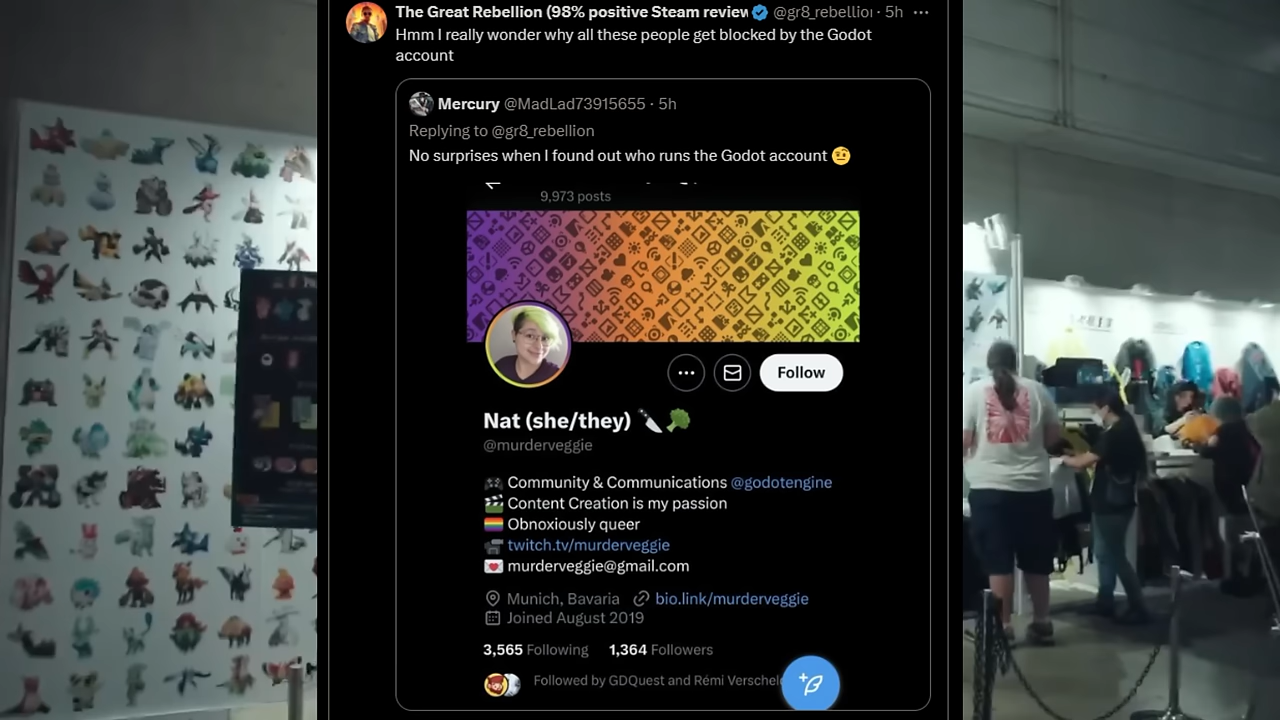 The Great Rebellion (98% positive Steam review @gr8_rebellio · 5h
Hmm I really wonder why all these people get blocked by the Godot
account
Mercury @MadLad73915655 · 5h
Replying to @gr8_rebellion
No surprises when I found out who runs the Godot account 🤨
9,973 posts
Follow
Nat (she/they) 🔪🥦
@murderveggie
🎮 Community & Communications @godotengine
🎬 Content Creation is my passion
🏳️‍🌈 Obnoxiously queer
twitch.tv/murderveggie
💌 murderveggie@gmail.com
Munich, Bavaria bio.link/murderveggie
Joined August 2019
3,565 Following 1,364 Followers
Followed by GDQuest and Rémi Verschel